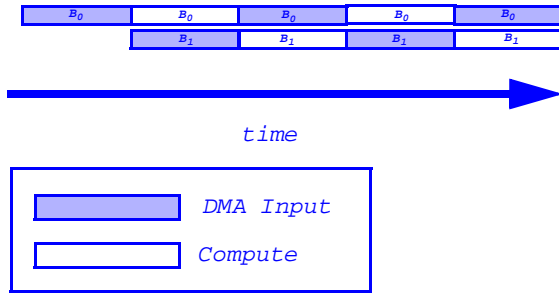 B0 B0 B0 B0 B0
B1 B1 B1 B1
time
DMA Input
Compute